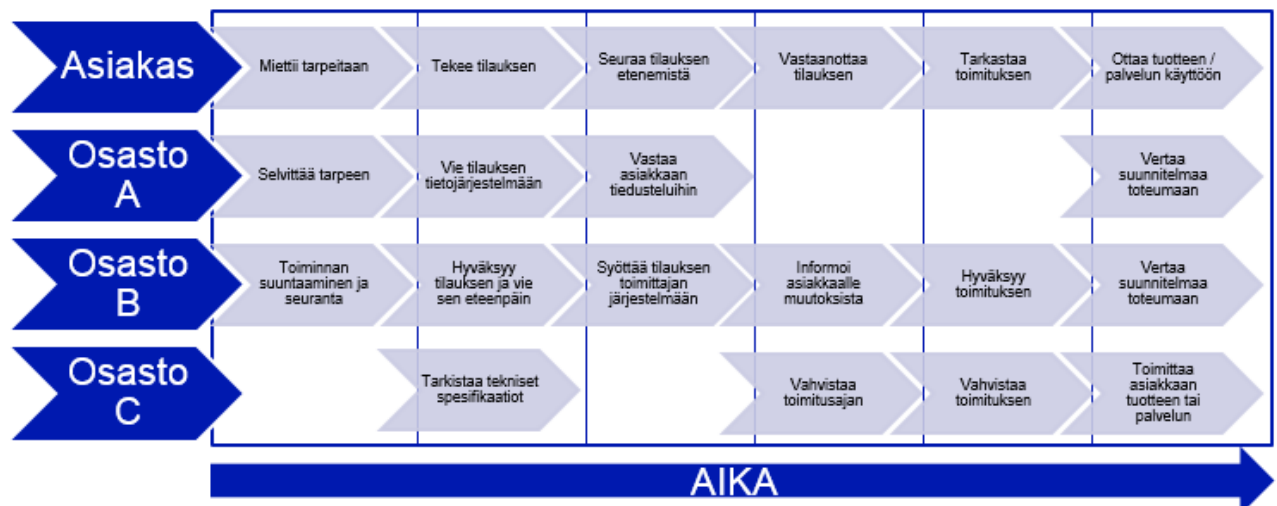 Asiakas
Miettii tarpeitaan
Tekee tilauksen
Seuraa tilauksen
etenemistä
Vastaanottaa
tilauksen
Tarkastaa
toimituksen
Ottaa tuotteen /
palvelun käyttöön
Osasto
A
Selvittää tarpeen
Vie tilauksen
tietojärjestelmään
Vastaa
asiakkaan
tiedusteluihin
Vertaa
suunnitelmaa
toteumaan
Osasto
B
Toiminnan
suuntaaminen ja
seuranta
Hyväksyy
tilauksen ja vie
sen eteenpäin
Syöttää tilauksen
toimittajan
järjestelmään
Informoi
asiakkaalle
muutoksista
Hyväksyy
toimituksen
Vertaa
suunnitelmaa
toteumaan
Osasto
C
Tarkistaa tekniset
spesifikaatiot
Vahvistaa
toimitusajan
Vahvistaa
toimituksen
Toimittaa
asiakkaan
tuotteen tai
palvelun
AIKA